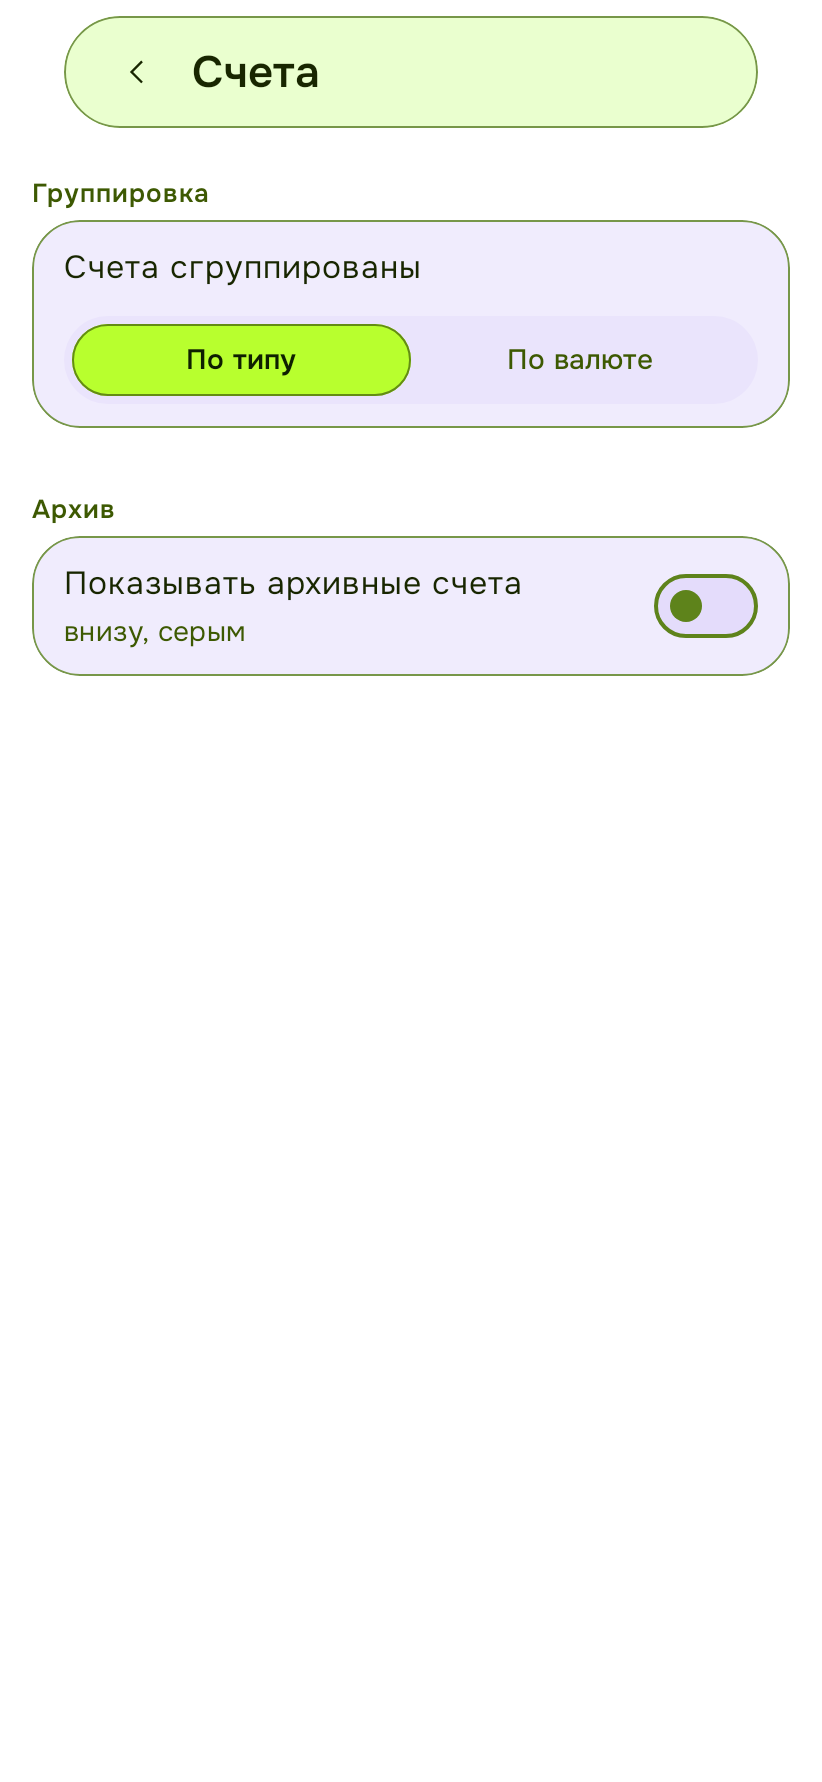 Счета
Группировка
Счета сгруппированы
По типу
По валюте
Архив
Показывать архивные счета
внизу, серым